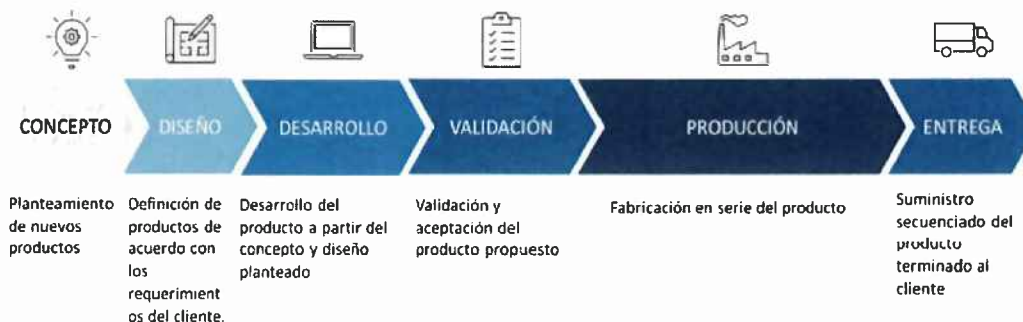 CONCEPTO
DISEÑO
DESARROLLO
VALIDACIÓN
PRODUCCIÓN
ENTREGA
Planteamiento
de nuevos
productos
Definición de
productos de
acuerdo con
los
requerimient
os del cliente.
Desarrollo del
producto a partir del
concepto y diseño
planteado
Validación y
aceptación del
producto propuesto
Fabricación en serie del producto
Suministro
secuenciado del
producto
terminado al
cliente